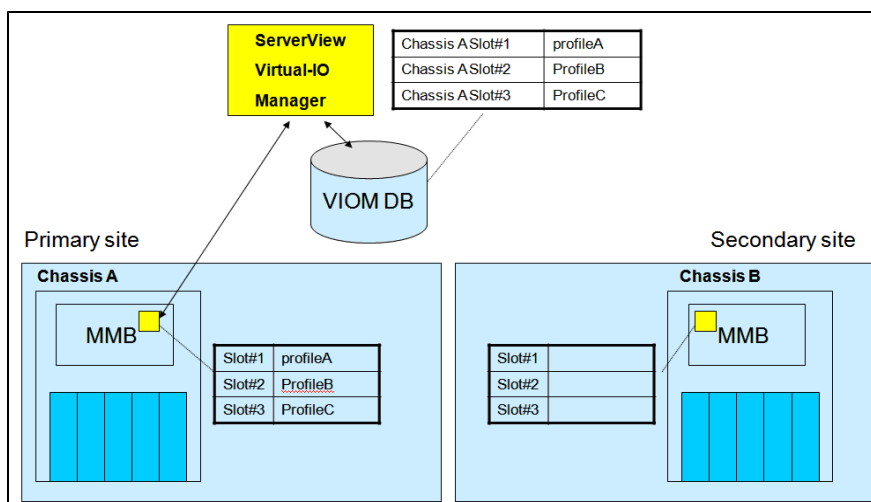 ServerView
Virtual-IO
Manager
Chassis A Slot#1 profileA
Chassis A Slot#2 ProfileB
Chassis A Slot#3 ProfileC
VIOM DB
Primary site
Secondary site
Chassis A
Chassis B
MMB
MMB
Slot#1 profileA
Slot#2 ProfileB
Slot#3 ProfileC
Slot#1
Slot#2
Slot#3